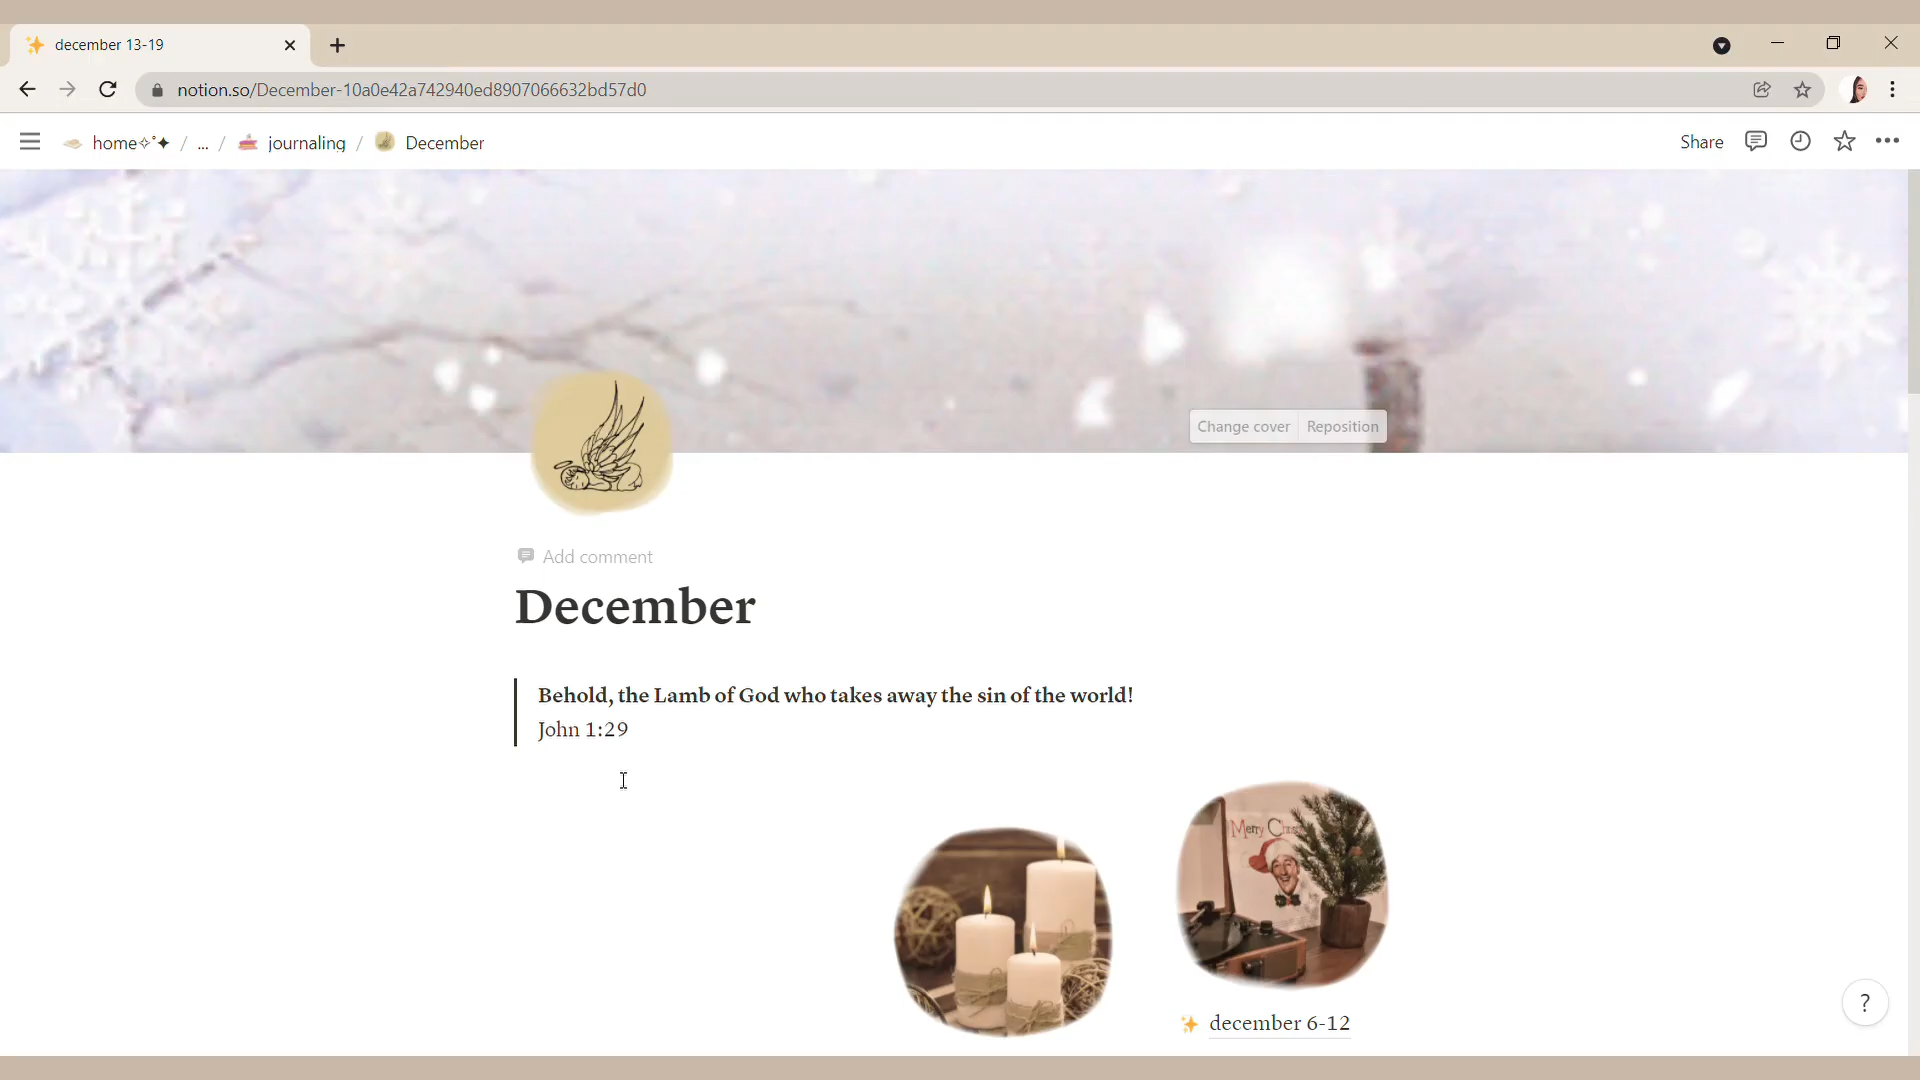 december 13-19
notion.so/December-10a0e42a742940ed8907066632bd57d0
home✧˚✦ / ... / journaling / December
Share
Change cover Reposition
Add comment
December
Behold, the Lamb of God who takes away the sin of the world!
John 1:29
Merry Chris
december 6-12
?